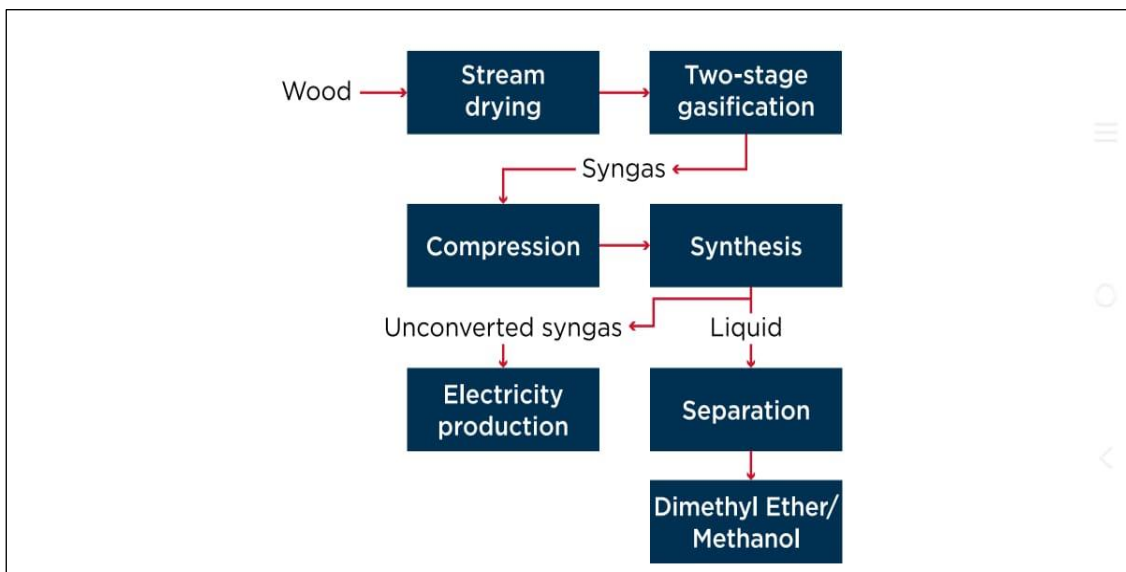 Wood
Stream
drying
Two-stage
gasification
Syngas
Compression
Synthesis
Unconverted syngas
Liquid
Electricity
production
Separation
Dimethyl Ether/
Methanol